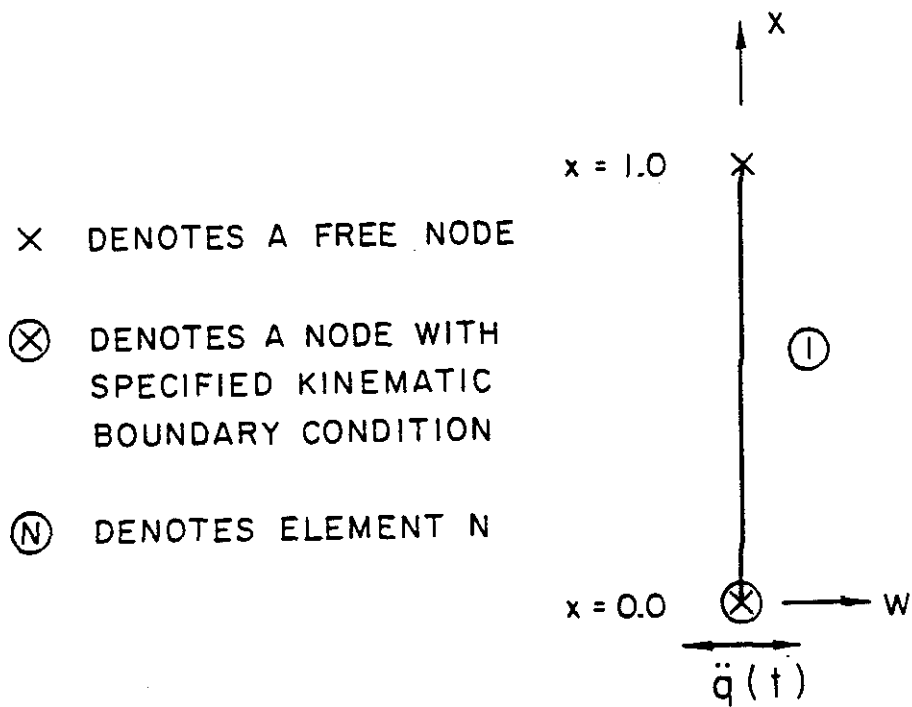 X
x = 1.0
× DENOTES A FREE NODE
⊗ DENOTES A NODE WITH
SPECIFIED KINEMATIC
BOUNDARY CONDITION
1
Ⓝ DENOTES ELEMENT N
x = 0.0
W
q̈(t)